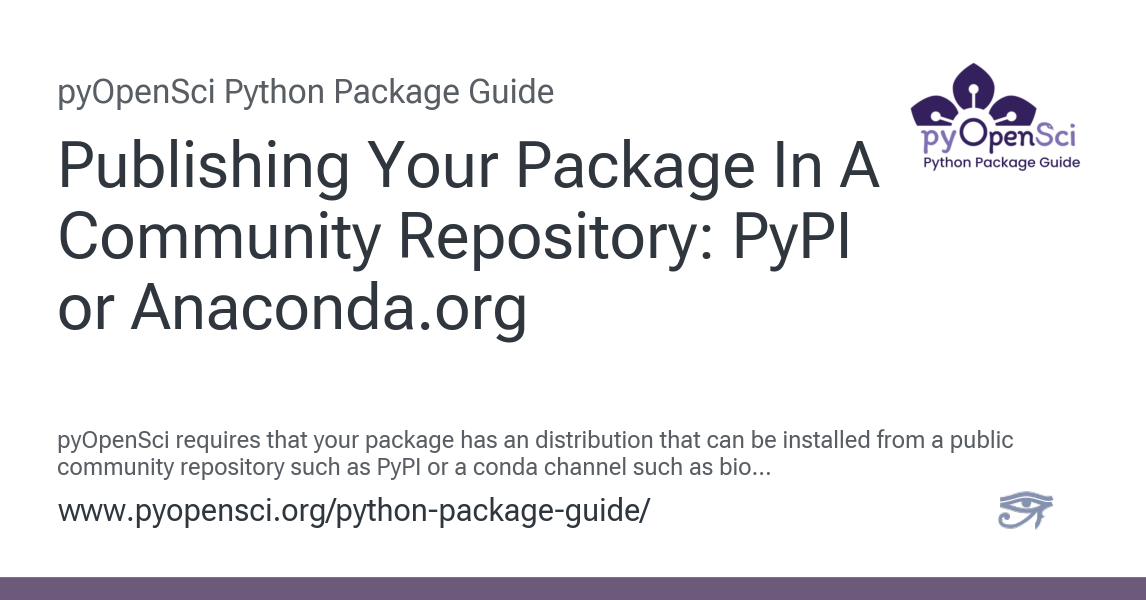 pyOpenSci Python Package Guide
Publishing Your Package In A
Community Repository: PyPI
or Anaconda.org
pyOpenSci
Python Package Guide
pyOpenSci requires that your package has an distribution that can be installed from a public
community repository such as PyPI or a conda channel such as bio...
www.pyopensci.org/python-package-guide/